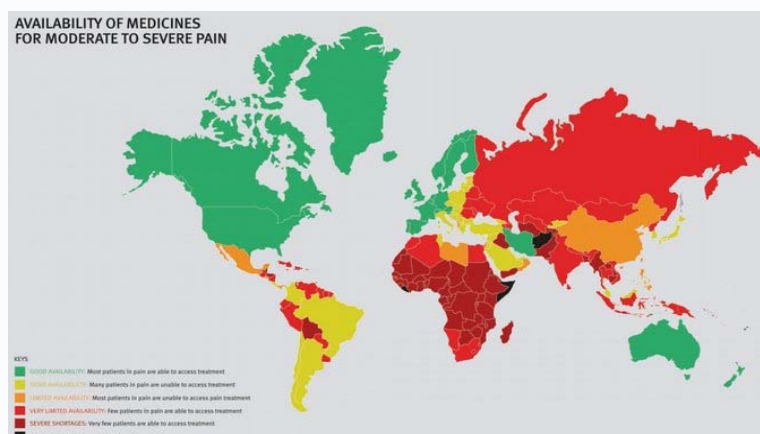 AVAILABILITY OF MEDICINES
FOR MODERATE TO SEVERE PAIN
KEYS
GOOD AVAILABILITY: Most patients in pain are able to access treatment
SOME AVAILABILITY: Many patients in pain are unable to access treatment
LIMITED AVAILABILITY: Most patients in pain are unable to access pain treatment
VERY LIMITED AVAILABILITY: Few patients in pain are able to access treatment
SEVERE SHORTAGES: Very few patients are able to access treatment